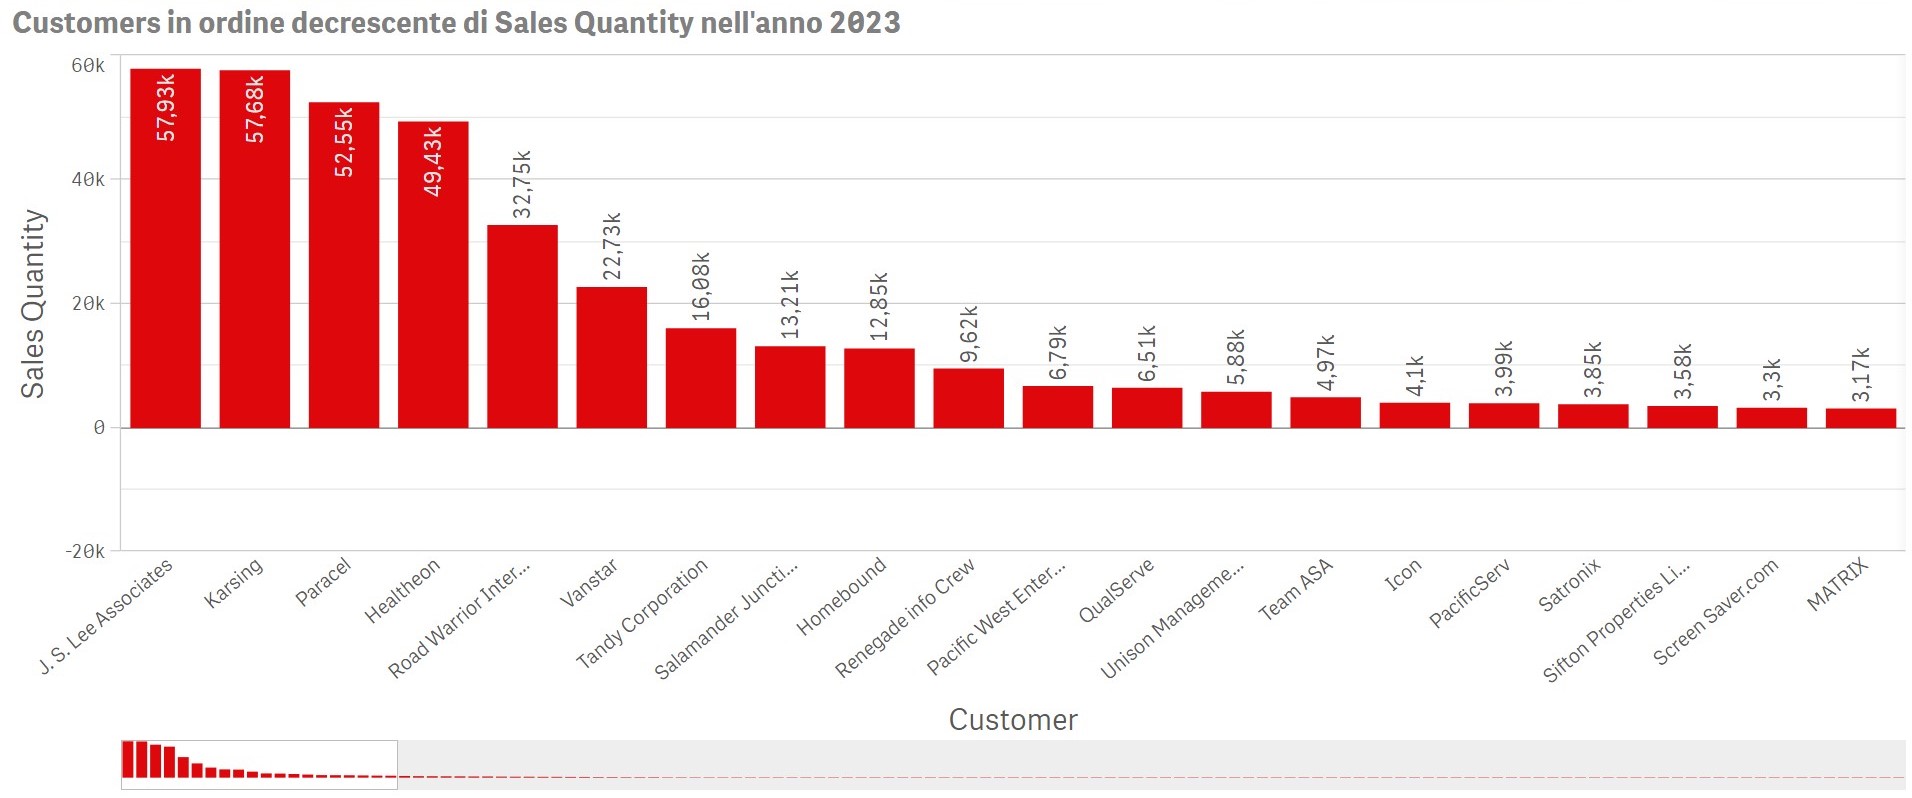 Customers in ordine decrescente di Sales Quantity nell'anno 2023
Sales Quantity
60k
40k
20k
0
-20k
57,93k
57,68k
52,55k
49,43k
32,75k
22,73k
16,08k
13,21k
12,85k
9,62k
6,79k
6,51k
5,88k
4,97k
4,1k
3,99k
3,85k
3,58k
3,3k
3,17k
J. S. Lee Associates
Karsing
Paracel
Healtheon
Road Warrior Inter...
Vanstar
Tandy Corporation
Salamander Juncti...
Homebound
Renegade info Crew
Pacific West Enter...
QualServe
Unison Manageme...
Team ASA
Icon
PacificServ
Satronix
Sifton Properties Li...
Screen Saver.com
MATRIX
Customer